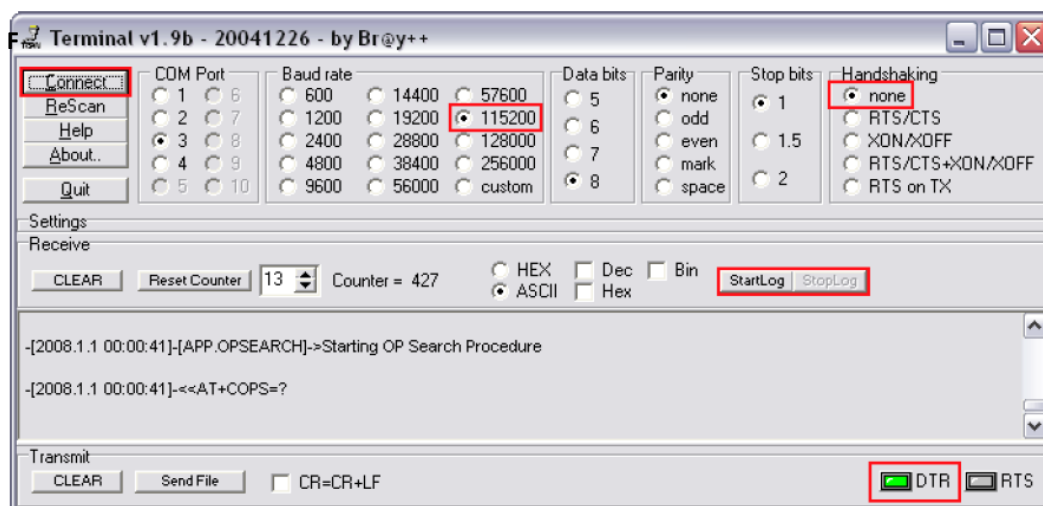 F Terminal v1.9b - 20041226 - by Br@y++
Connect
ReScan
Help
About..
Quit
COM Port
1 6
2 7
3 8
4 9
5 10
Baud rate
600 14400 57600
1200 19200 115200
2400 28800 128000
4800 38400 256000
9600 56000 custom
Data bits
5
6
7
8
Parity
none
odd
even
mark
space
Stop bits
1
1.5
2
Handshaking
none
RTS/CTS
XON/XOFF
RTS/CTS+XON/XOFF
RTS on TX
Settings
Receive
CLEAR Reset Counter 13 Counter = 427 HEX Dec Bin StartLog StopLog
ASCII Hex
-[2008.1.1 00:00:41]-[APP.OPSEARCH]->Starting OP Search Procedure
-[2008.1.1 00:00:41]-<<AT+COPS=?
Transmit
CLEAR Send File CR=CR+LF DTR RTS